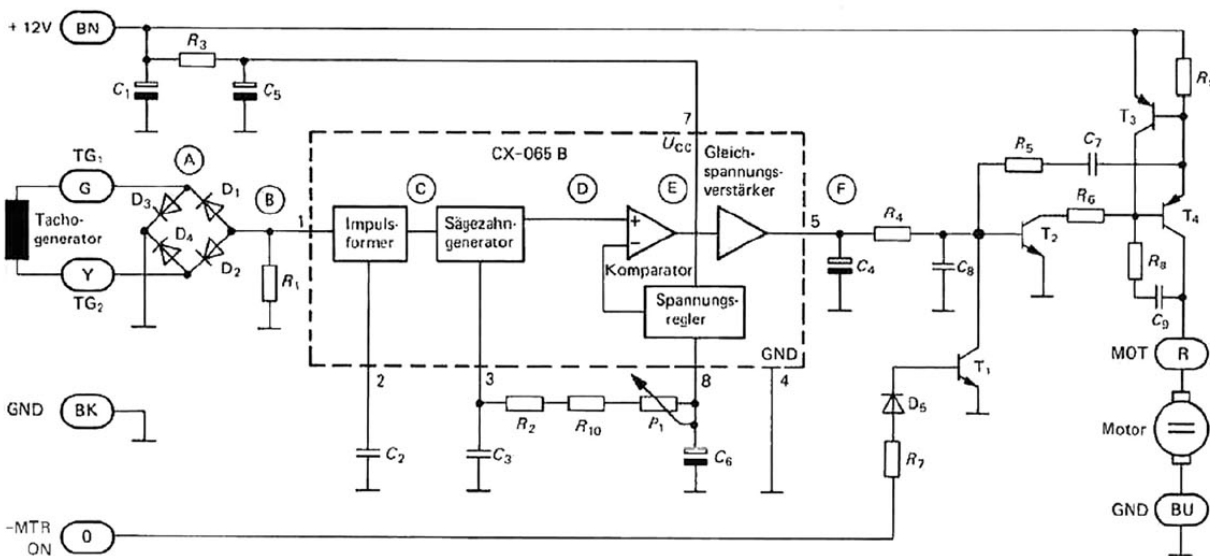 + 12V
BN
R3
C1
C5
7
UCC
CX-065 B
Gleich-
spannungs-
verstärker
T3
R5
C7
TG1
G
A
D3
D1
B
1
C
D
E
F
5
R4
R6
T4
Tacho-
generator
D4
D2
Impuls-
former
Sägezahn-
generator
+
−
Komparator
C4
C8
T2
R8
C9
Y
TG2
R1
Spannungs-
regler
GND
4
MOT
R
2
3
8
T1
GND
BK
R2
R10
P1
D5
Motor
C2
C3
C6
R7
GND
BU
-MTR
ON
0